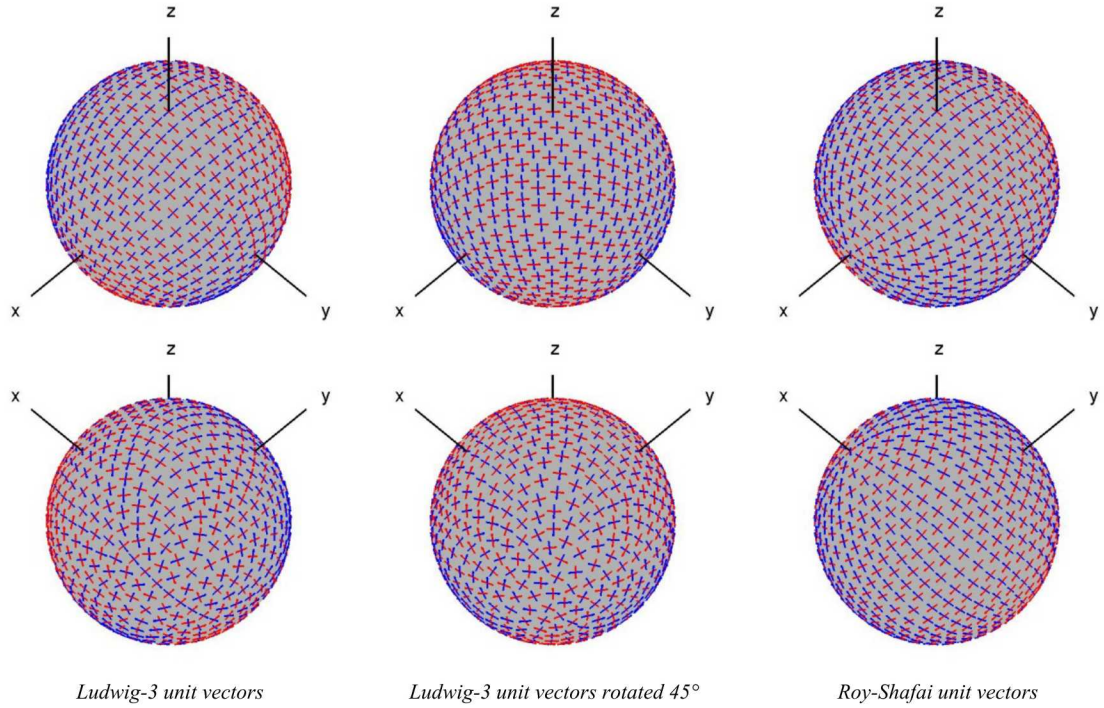 z z z
x y x y x y
z z z
x y x y x y
Ludwig-3 unit vectors Ludwig-3 unit vectors rotated 45° Roy-Shafai unit vectors